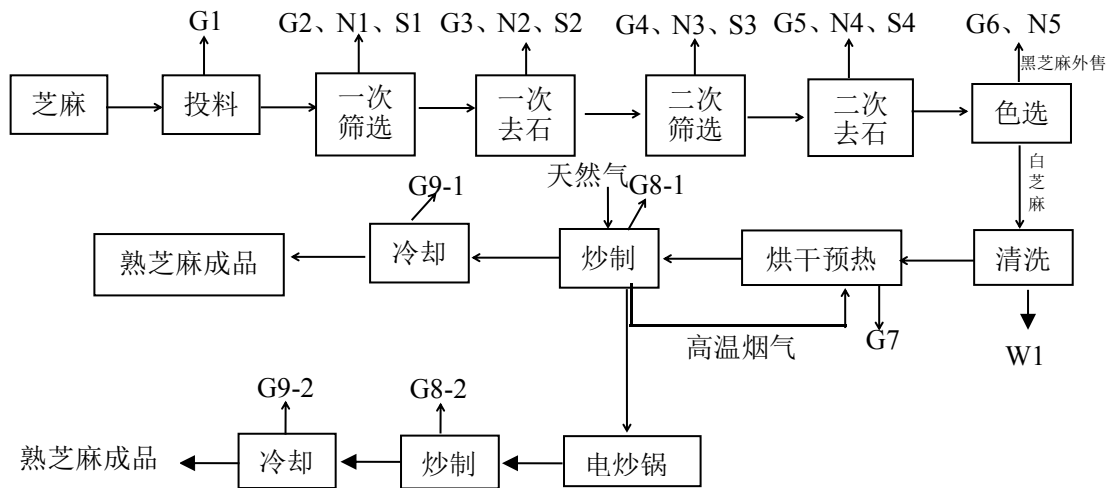 G1
G2、N1、S1
G3、N2、S2
G4、N3、S3
G5、N4、S4
G6、N5
黑芝麻外售
芝麻
投料
一次
筛选
一次
去石
二次
筛选
二次
去石
色选
白芝麻
G9-1
天然气
G8-1
熟芝麻成品
冷却
炒制
烘干预热
清洗
高温烟气
G7
W1
G9-2
G8-2
熟芝麻成品
冷却
炒制
电炒锅